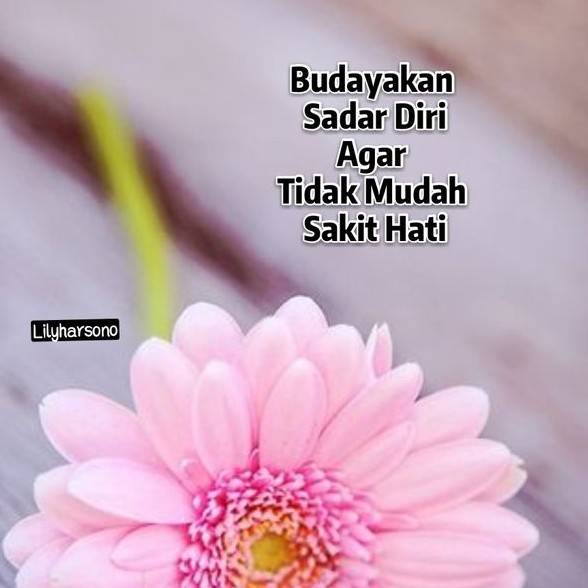 Budayakan
Sadar Diri
Agar
Tidak Mudah
Sakit Hati
Lilyharsono